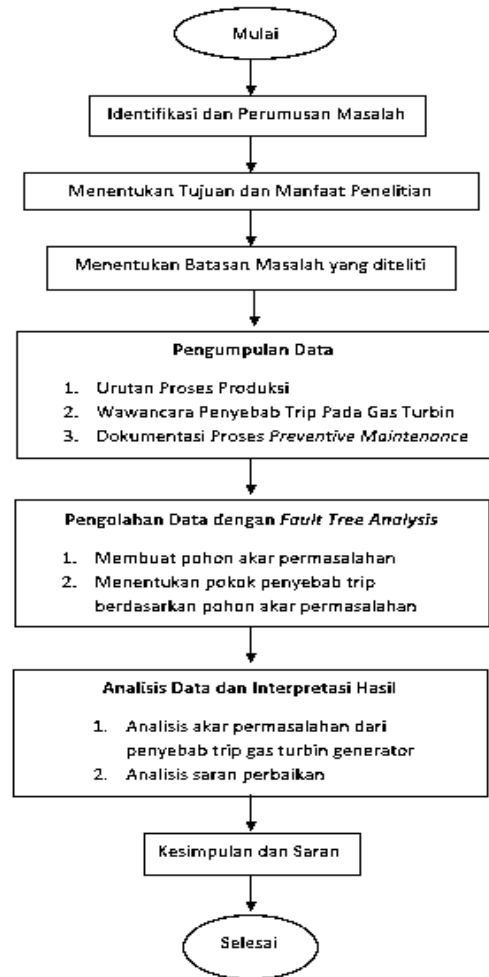 Mulai
Identifikasi dan Perumusan Masalah
Menentukan Tujuan dan Manfaat Penelitian
Menentukan Batasan Masalah yang diteliti
Pengumpulan Data
1. Urutan Proses Produksi
2. Wawancara Penyebab Trip Pada Gas Turbin
3. Dokumentasi Proses Preventive Maintenance
Pengolahan Data dengan Fault Tree Analysis
1. Membuat pohon akar permasalahan
2. Menentukan pokok penyebab trip
berdasarkan pohon akar permasalahan
Analisis Data dan Interpretasi Hasil
1. Analisis akar permasalahan dari
penyebab trip gas turbin generator
2. Analisis saran perbaikan
Kesimpulan dan Saran
Selesai